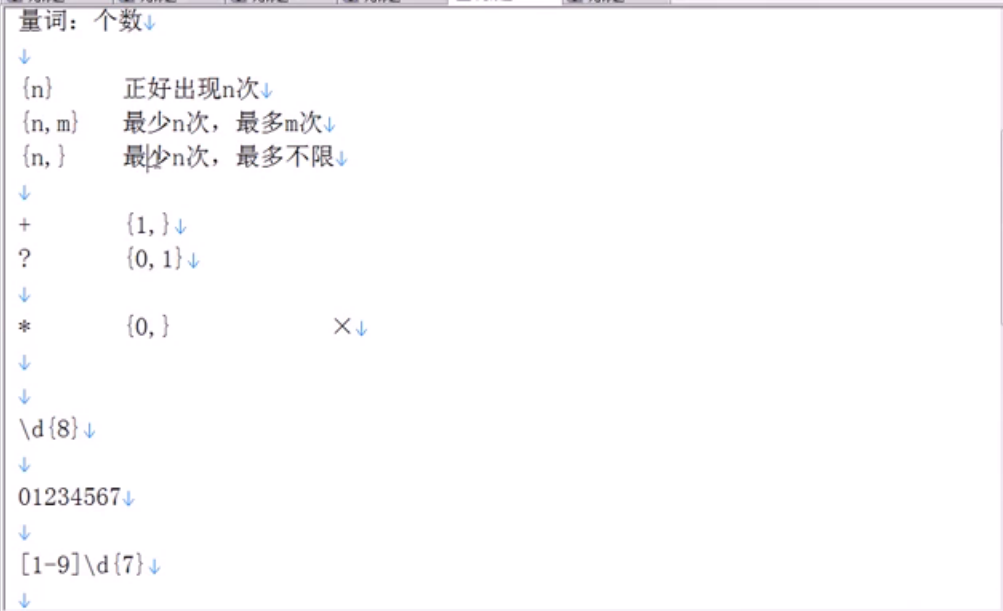 量词：个数↓
↓
{n} 正好出现n次↓
{n,m} 最少n次，最多m次↓
{n,} 最少n次，最多不限↓
↓
+ {1,}↓
? {0,1}↓
↓
* {0,} ×↓
↓
↓
\d{8}↓
↓
01234567↓
↓
[1-9]\d{7}↓
↓